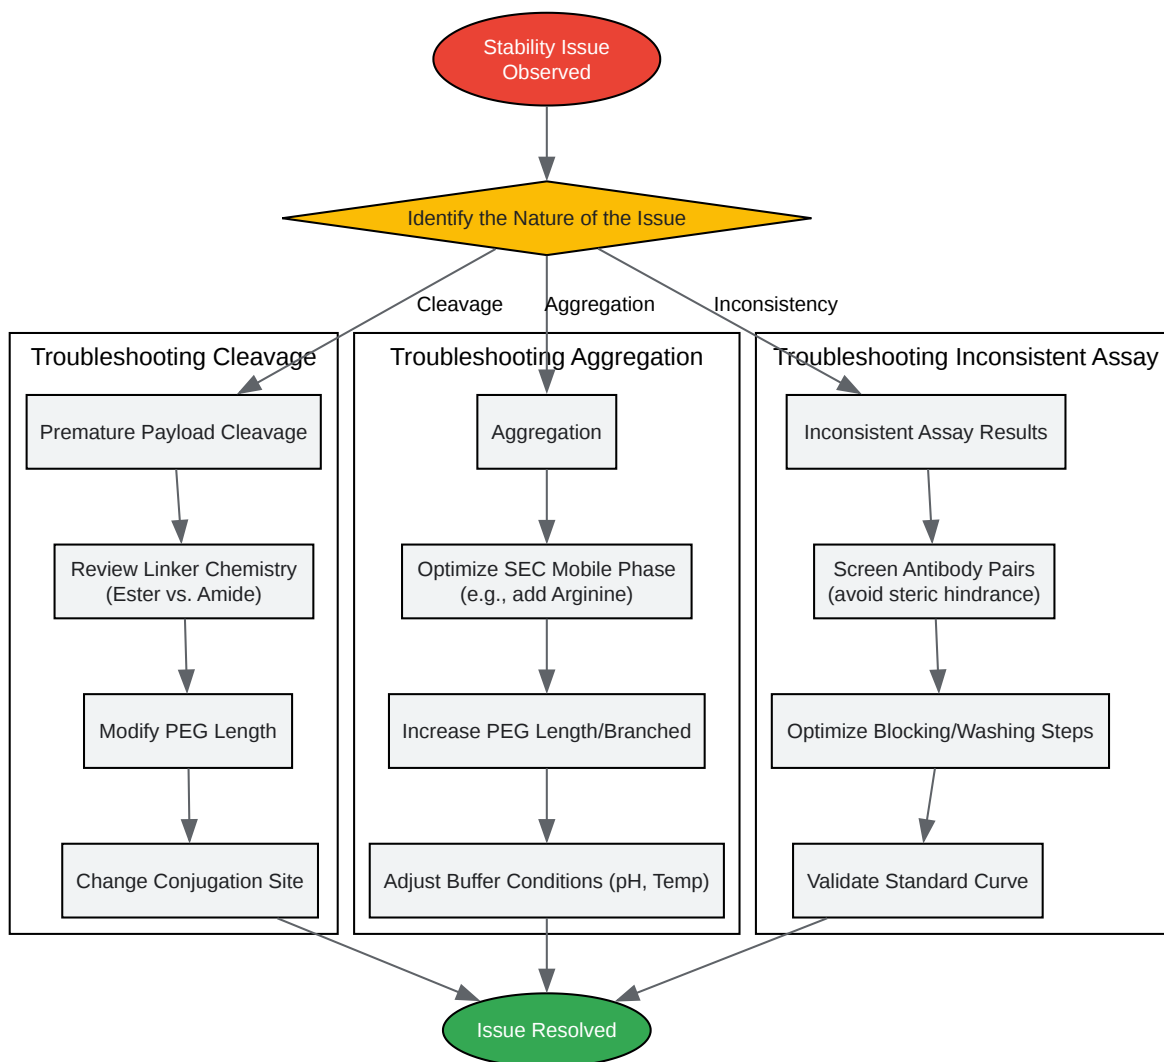 Stability Issue
Observed
Identify the Nature of the Issue
Cleavage
Aggregation
Inconsistency
Troubleshooting Cleavage
Premature Payload Cleavage
Review Linker Chemistry
(Ester vs. Amide)
Modify PEG Length
Change Conjugation Site
Troubleshooting Aggregation
Aggregation
Optimize SEC Mobile Phase
(e.g., add Arginine)
Increase PEG Length/Branched
Adjust Buffer Conditions (pH, Temp)
Troubleshooting Inconsistent Assay
Inconsistent Assay Results
Screen Antibody Pairs
(avoid steric hindrance)
Optimize Blocking/Washing Steps
Validate Standard Curve
Issue Resolved